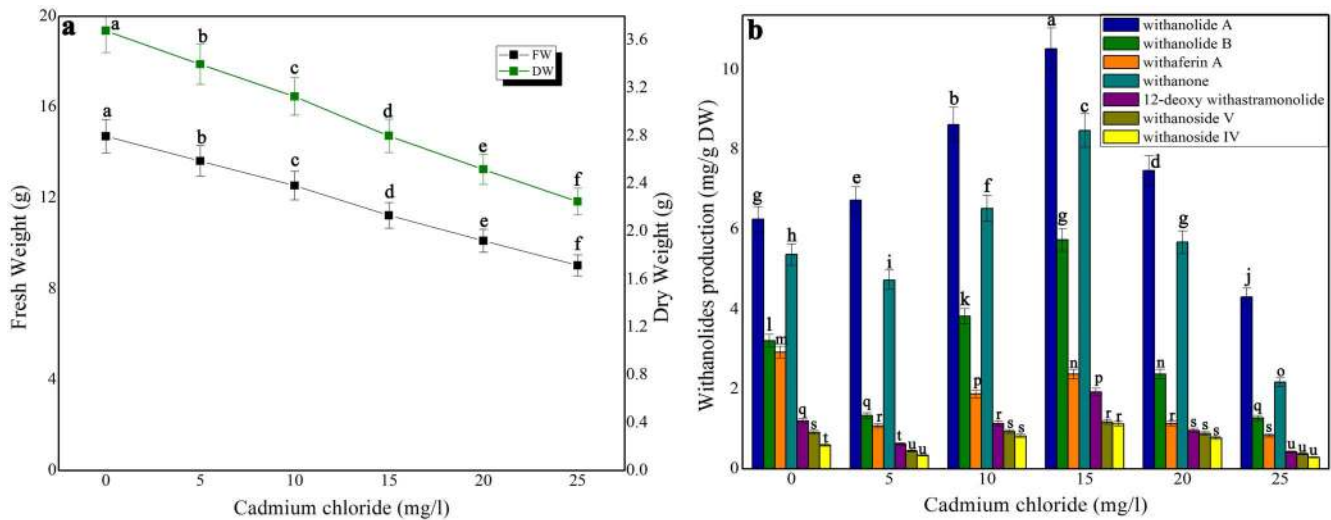 a
20
16
12
8
4
0
Fresh Weight (g)
3.6
3.2
2.8
2.4
2.0
1.6
1.2
0.8
0.4
0.0
Dry Weight (g)
FW
DW
a
b
c
d
e
f
a
b
c
d
e
f
0 5 10 15 20 25
Cadmium chloride (mg/l)
b
10
8
6
4
2
0
Withanolides production (mg/g DW)
withanolide A
withanolide B
withaferin A
withanone
12-deoxy withastramonolide
withanoside V
withanoside IV
g l m h q s t
e q r i t u u
b k p f r s s
a g n c p r r
d n r g s s s
j q s o u u u
0 5 10 15 20 25
Cadmium chloride (mg/l)